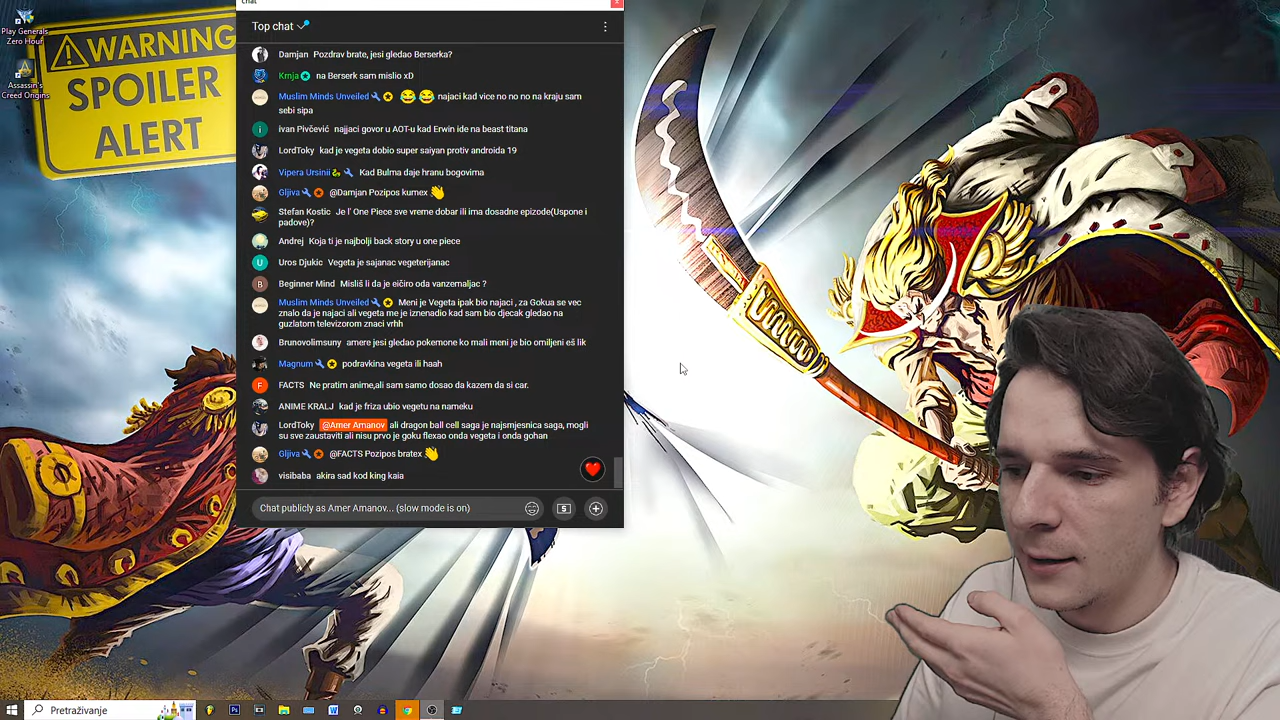 Play Generals
Zero Hour
Assassin's
Creed Origins
WARNING
SPOILER
ALERT
Chat
Top chat
Damjan Pozdrav brate, jesi gledao Berserka?
Krnja na Berserk sam mislio xD
Muslim Minds Unveiled 😂 😂 najaci kad vice no no no na kraju sam
sebi sipa
ivan Pivčević najjaci govor u AOT-u kad Erwin ide na beast titana
LordToky kad je vegeta dobio super saiyan protiv androida 19
Vipera Ursinii Kad Bulma daje hranu bogovima
Gljiva @Damjan Pozipos kumex 👋
Stefan Kostic Je l' One Piece sve vreme dobar ili ima dosadne epizode(Uspone i
padove)?
Andrej Koja ti je najbolji back story u one piece
U
Uros Djukic Vegeta je sajanac vegeterijanac
B
Beginner Mind Misliš li da je eičiro oda vanzemaljac ?
Muslim Minds Unveiled Meni je Vegeta ipak bio najaci , za Gokua se vec
znalo da je najaci ali vegeta me je iznenadio kad sam bio djecak gledao na
guzlatom televizorom znaci vrhh
Brunovolimsuny amere jesi gledao pokemone ko mali meni je bio omiljeni eš lik
Magnum podravkina vegeta ili haah
F
FACTS Ne pratim anime,ali sam samo dosao da kazem da si car.
ANIME KRALJ kad je friza ubio vegetu na nameku
LordToky @Amer Amanov ali dragon ball cell saga je najsmjesnica saga, mogli
su sve zaustaviti ali nisu prvo je goku flexao onda vegeta i onda gohan
Gljiva @FACTS Pozipos bratex 👋
visibaba akira sad kod king kaia
Chat publicly as Amer Amanov... (slow mode is on)
Pretraživanje